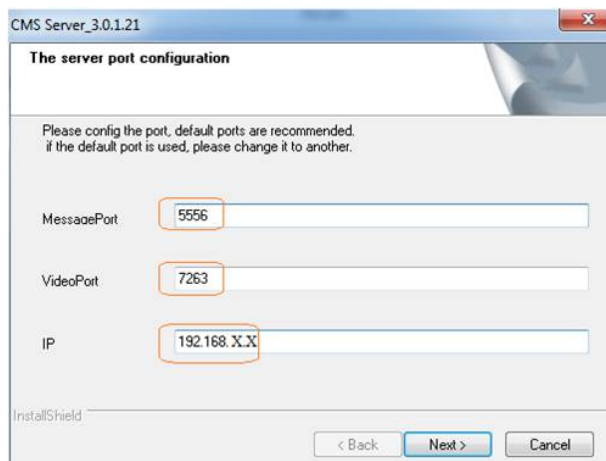 CMS Server_3.0.1.21
The server port configuration
Please config the port, default ports are recommended.
if the default port is used, please change it to another.
MessagePort 5556
VideoPort 7263
IP 192.168. X.X
InstallShield
< Back Next > Cancel